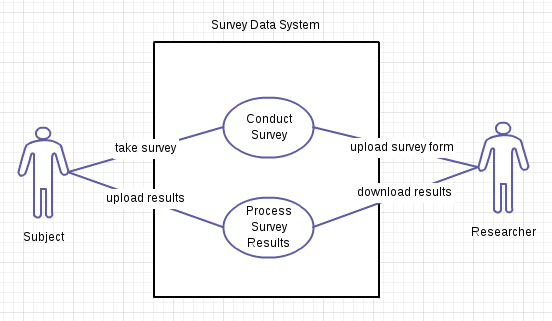 Survey Data System
Conduct
Survey
take survey
upload survey form
upload results
download results
Process
Survey
Results
Subject
Researcher